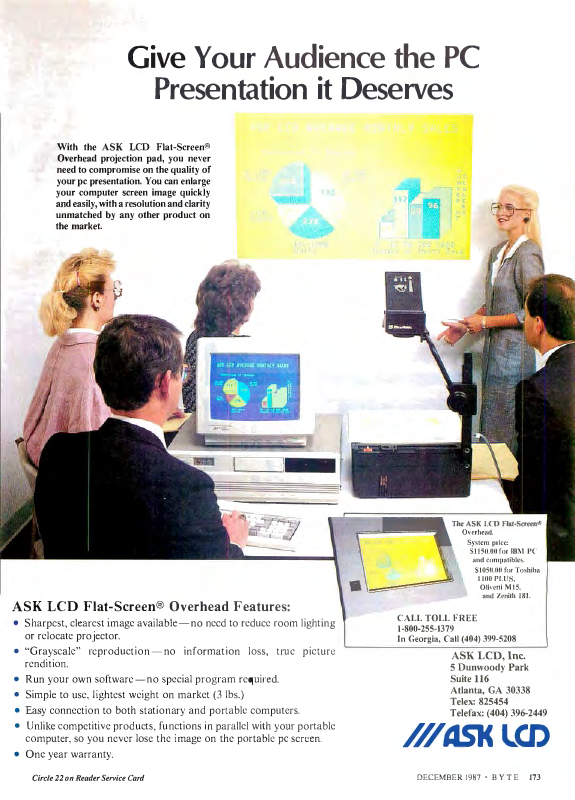 Give Your Audience the PC
Presentation it Deserves
With the ASK LCD Flat-Screen®
Overhead projection pad, you never
need to compromise on the quality of
your pc presentation. You can enlarge
your computer screen image quickly
and easily, with a resolution and clarity
unmatched by any other product on
the market.
The ASK LCD Flat-Screen®
Overhead.
System price:
$1150.00 for IBM PC
and compatibles.
$1050.00 for Toshiba
1100 PLUS,
Olivetti M15,
and Zenith 181.
CALL TOLL FREE
1-800-255-1379
In Georgia, Call (404) 399-5208
ASK LCD Flat-Screen® Overhead Features:
• Sharpest, clearest image available—no need to reduce room lighting
or relocate projector.
• "Grayscale" reproduction—no information loss, true picture
rendition.
• Run your own software—no special program required.
• Simple to use, lightest weight on market (3 lbs.)
• Easy connection to both stationary and portable computers.
• Unlike competitive products, functions in parallel with your portable
computer, so you never lose the image on the portable pc screen.
• One year warranty.
ASK LCD, Inc.
5 Dunwoody Park
Suite 116
Atlanta, GA 30338
Telex: 825454
Telefax: (404) 396-2449
ASK LCD
Circle 22 on Reader Service Card
DECEMBER 1987 • BYTE 173